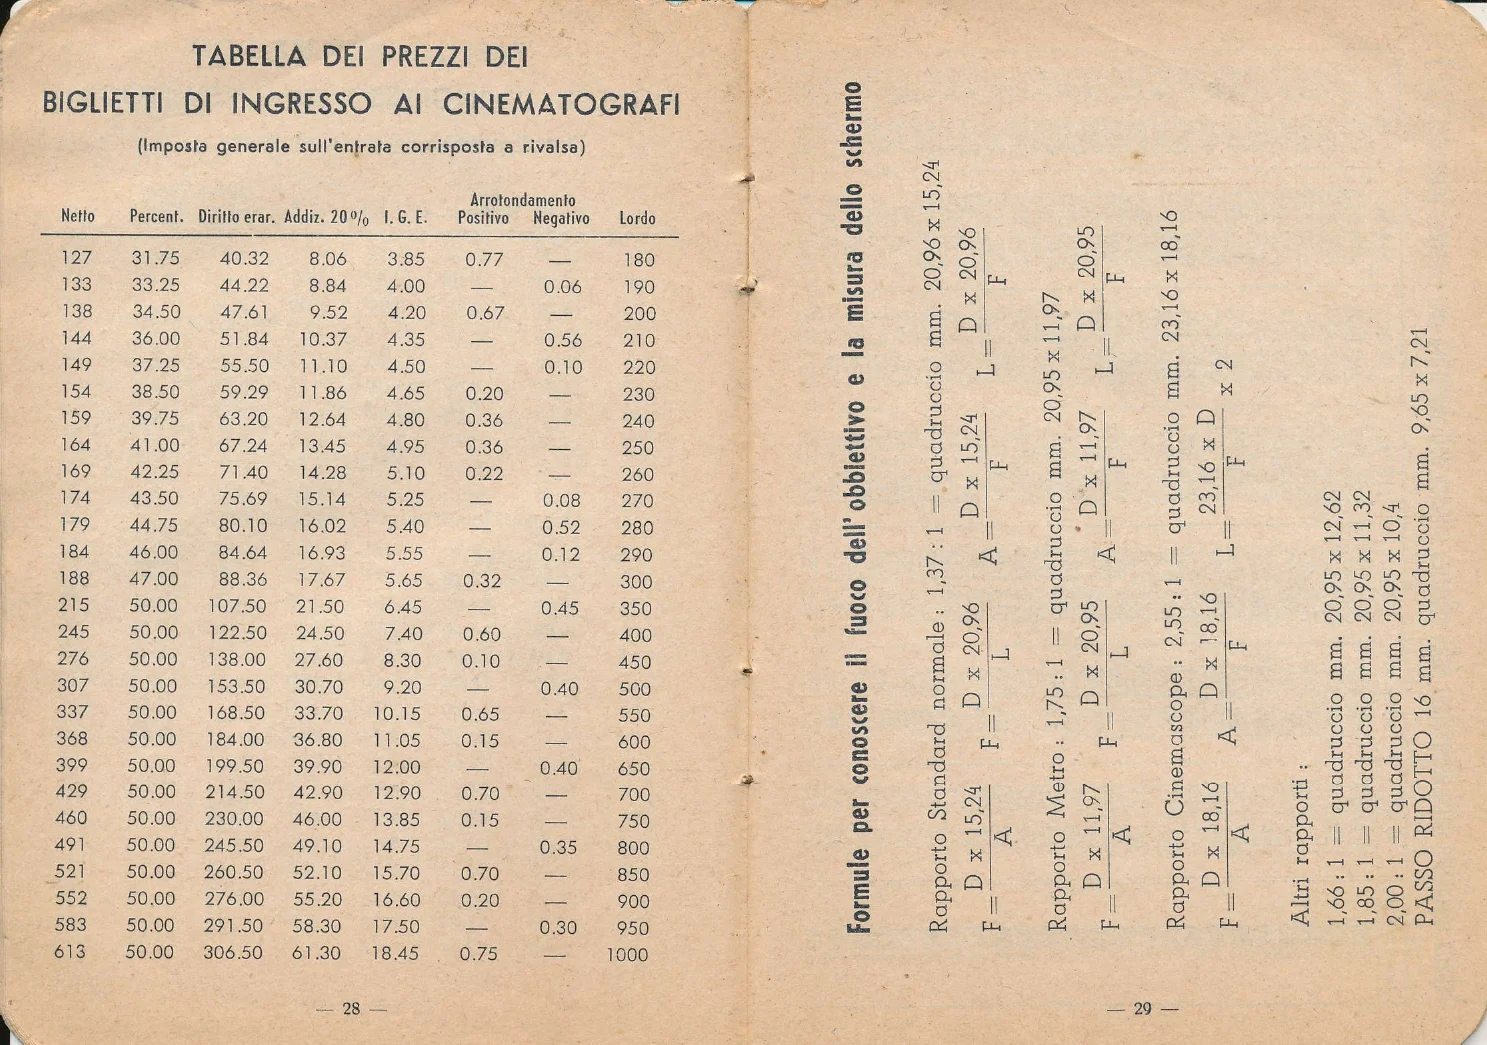 TABELLA DEI PREZZI DEI
BIGLIETTI DI INGRESSO AI CINEMATOGRAFI
(Imposta generale sull'entrata corrisposta a rivalsa)
Arrotondamento
Netto Percent. Diritto erar. Addiz. 20% I. G. E. Positivo Negativo Lordo
127 31.75 40.32 8.06 3.85 0.77 — 180
133 33.25 44.22 8.84 4.00 — 0.06 190
138 34.50 47.61 9.52 4.20 0.67 — 200
144 36.00 51.84 10.37 4.35 — 0.56 210
149 37.25 55.50 11.10 4.50 — 0.10 220
154 38.50 59.29 11.86 4.65 0.20 — 230
159 39.75 63.20 12.64 4.80 0.36 — 240
164 41.00 67.24 13.45 4.95 0.36 — 250
169 42.25 71.40 14.28 5.10 0.22 — 260
174 43.50 75.69 15.14 5.25 — 0.08 270
179 44.75 80.10 16.02 5.40 — 0.52 280
184 46.00 84.64 16.93 5.55 — 0.12 290
188 47.00 88.36 17.67 5.65 0.32 — 300
215 50.00 107.50 21.50 6.45 — 0.45 350
245 50.00 122.50 24.50 7.40 0.60 — 400
276 50.00 138.00 27.60 8.30 0.10 — 450
307 50.00 153.50 30.70 9.20 — 0.40 500
337 50.00 168.50 33.70 10.15 0.65 — 550
368 50.00 184.00 36.80 11.05 0.15 — 600
399 50.00 199.50 39.90 12.00 — 0.40 650
429 50.00 214.50 42.90 12.90 0.70 — 700
460 50.00 230.00 46.00 13.85 0.15 — 750
491 50.00 245.50 49.10 14.75 — 0.35 800
521 50.00 260.50 52.10 15.70 0.70 — 850
552 50.00 276.00 55.20 16.60 0.20 — 900
583 50.00 291.50 58.30 17.50 — 0.30 950
613 50.00 306.50 61.30 18.45 0.75 — 1000
— 28 —
Formule per conoscere il fuoco dell'obbiettivo e la misura dello schermo
Rapporto Standard normale : 1,37 : 1 = quadruccio mm. 20,96 x 15,24
F = D x 15,24 / A F = D x 20,96 / L A = D x 15,24 / F L = D x 20,96 / F
Rapporto Metro : 1,75 : 1 = quadruccio mm. 20,95 x 11,97
F = D x 11,97 / A F = D x 20,95 / L A = D x 11,97 / F L = D x 20,95 / F
Rapporto Cinemascope : 2,55 : 1 = quadruccio mm. 23,16 x 18,16
F = D x 18,16 / A A = D x 18,16 / F L = 23,16 x D / F x 2
Altri rapporti :
1,66 : 1 = quadruccio mm. 20,95 x 12,62
1,85 : 1 = quadruccio mm. 20,95 x 11,32
2,00 : 1 = quadruccio mm. 20,95 x 10,4
PASSO RIDOTTO 16 mm. quadruccio mm. 9,65 x 7,21
— 29 —